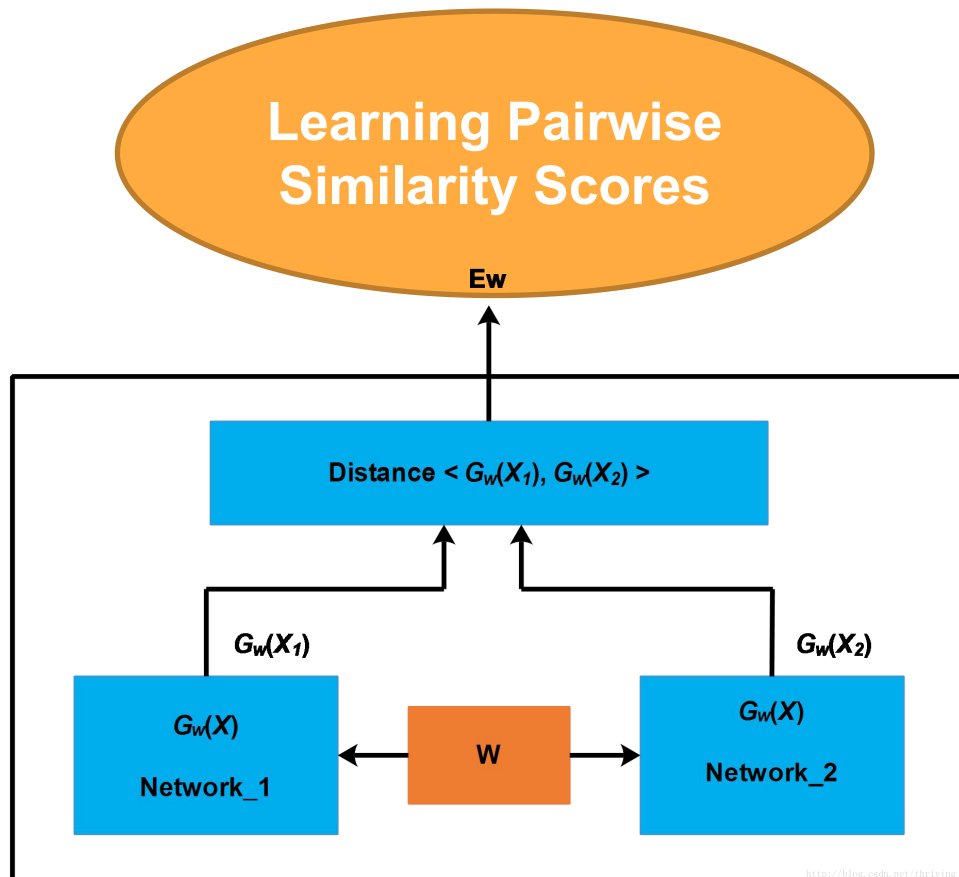 Learning Pairwise
Similarity Scores
Ew
Distance < Gw(X1), Gw(X2) >
Gw(X1)
Gw(X2)
Gw(X)
Network_1
W
Gw(X)
Network_2
http://blog.csdn.net/thriving